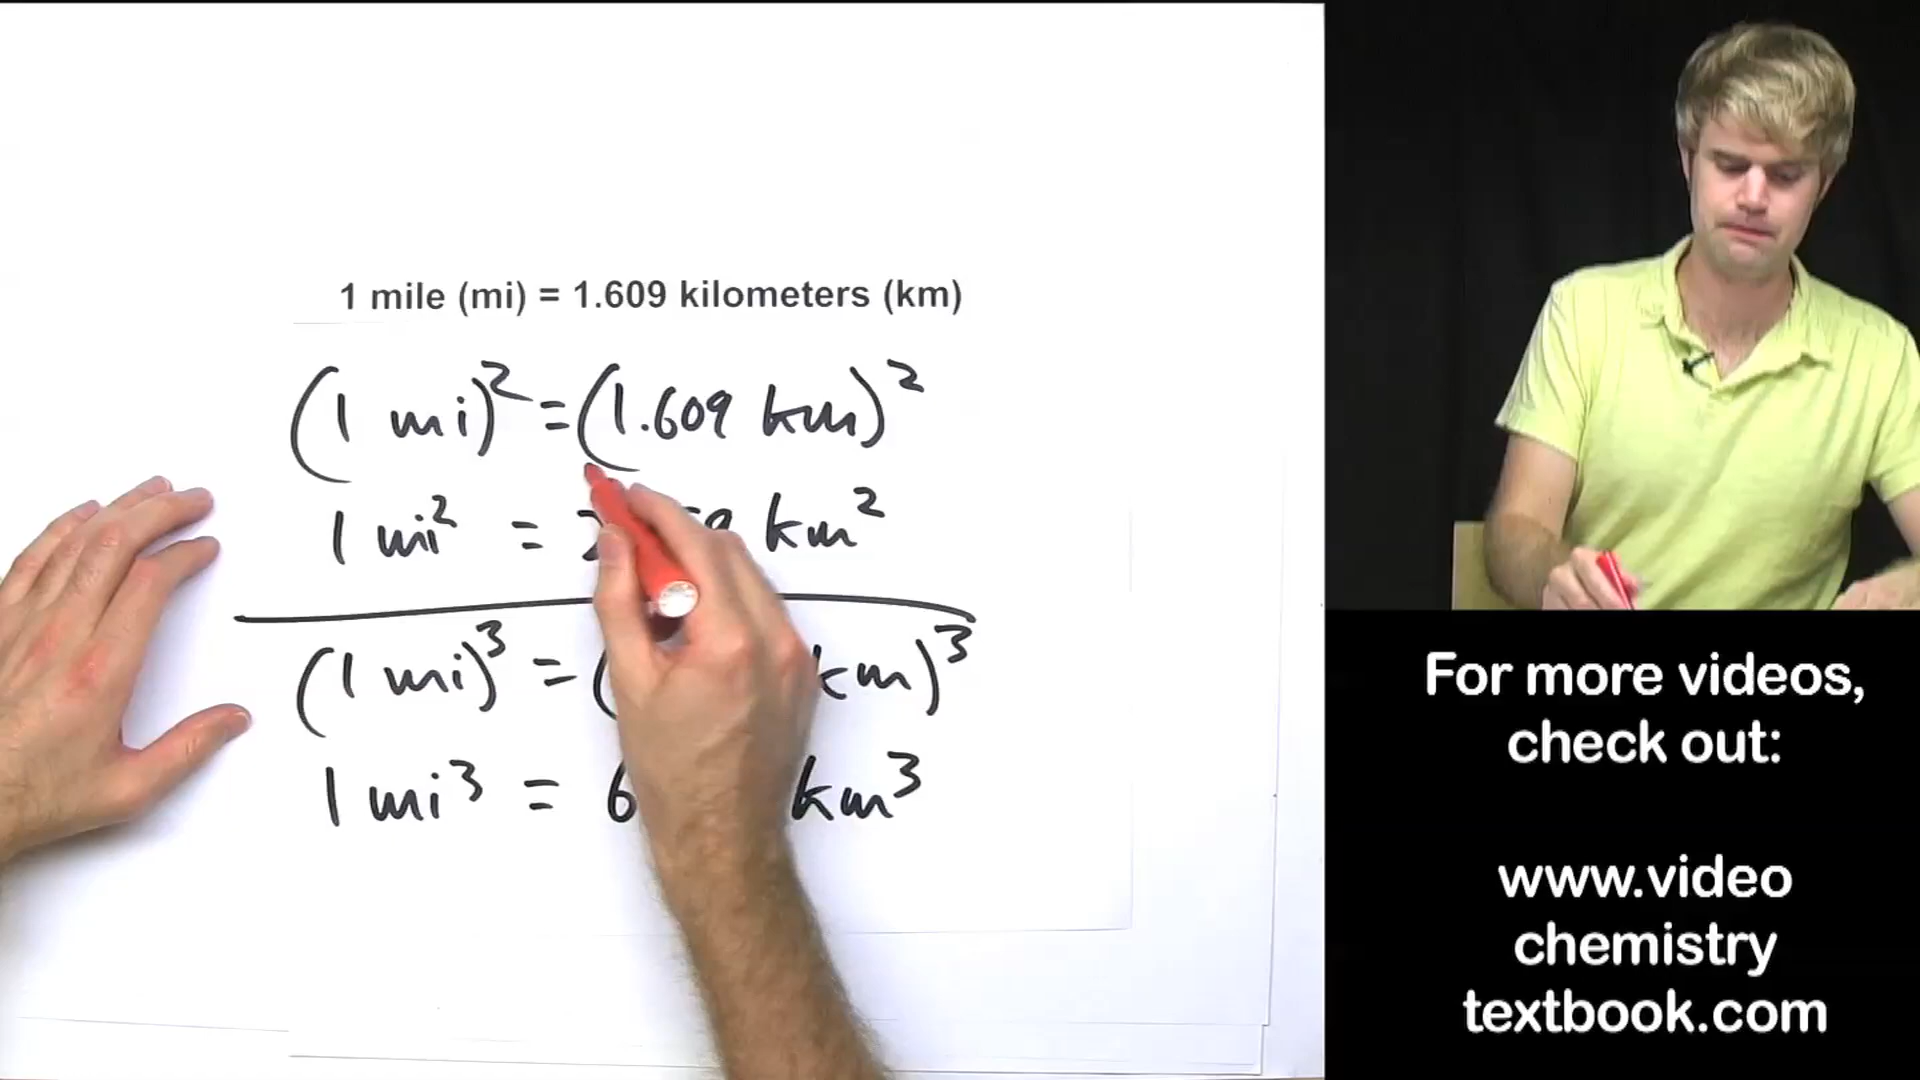 1 mile (mi) = 1.609 kilometers (km)
(1 mi)² = (1.609 km)²
1 mi² = km²
(1 mi)³ = ( km)³
1 mi³ = km³
For more videos,
check out:
www.video
chemistry
textbook.com